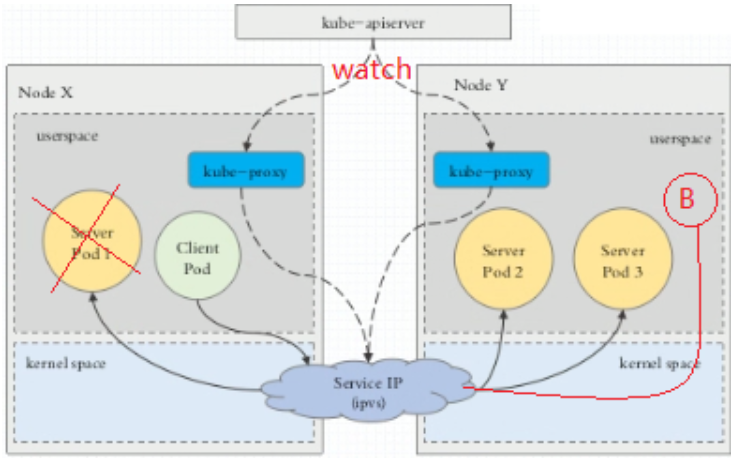 kube-apiserver
watch
Node X
Node Y
userspace
userspace
kube-proxy
kube-proxy
B
Server
Pod 1
Client
Pod
Server
Pod 2
Server
Pod 3
kernel space
kernel space
Service IP
(ipvs)